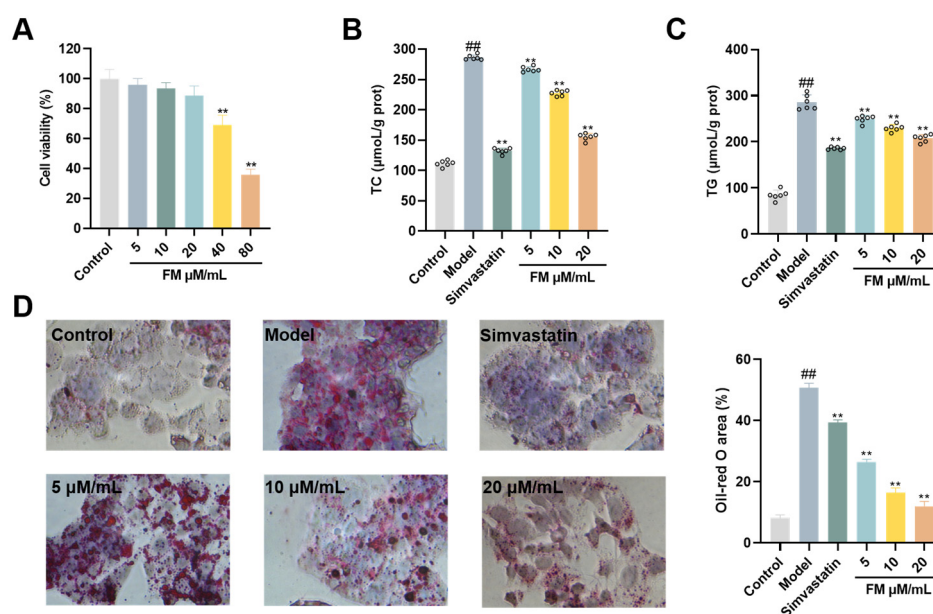 A
Cell viability (%)
120
100
80
60
40
20
0
**
**
Control
5
10
20
40
80
FM µM/mL
B
TC (µmoL/g prot)
300
250
200
150
100
50
0
##
**
**
**
**
Control
Model
Simvastatin
5
10
20
FM µM/mL
C
TG (µmoL/g prot)
400
300
200
100
0
##
**
**
**
**
Control
Model
Simvastatin
5
10
20
FM µM/mL
D
Control
Model
Simvastatin
5 µM/mL
10 µM/mL
20 µM/mL
Oil-red O area (%)
60
40
20
0
##
**
**
**
**
Control
Model
Simvastatin
5
10
20
FM µM/mL